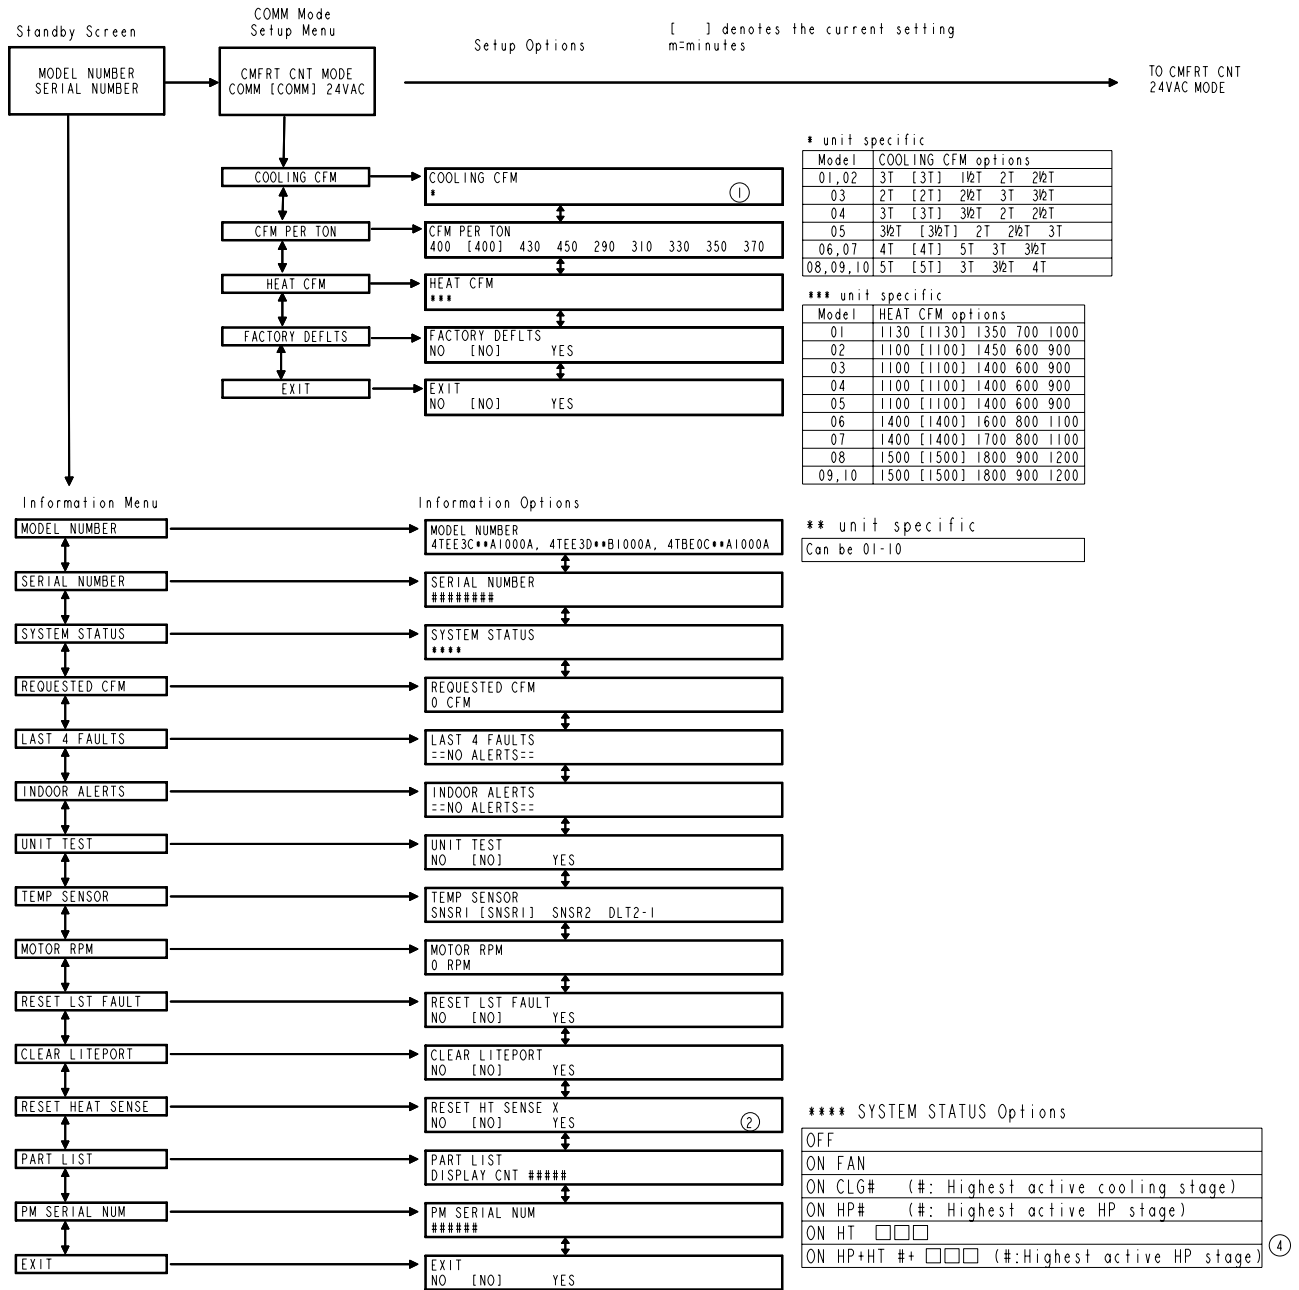 Standby Screen
COMM Mode
Setup Menu
Setup Options
[ ] denotes the current setting
m=minutes
MODEL NUMBER
SERIAL NUMBER
CMFRT CNT MODE
COMM [COMM] 24VAC
TO CMFRT CNT
24VAC MODE
COOLING CFM
COOLING CFM
*
1
CFM PER TON
CFM PER TON
400 [400] 430 450 290 310 330 350 370
HEAT CFM
HEAT CFM
***
FACTORY DEFLTS
FACTORY DEFLTS
NO [NO] YES
EXIT
EXIT
NO [NO] YES
* unit specific
Model COOLING CFM options
01,02 3T [3T] 1½T 2T 2½T
03 2T [2T] 2½T 3T 3½T
04 3T [3T] 3½T 2T 2½T
05 3½T [3½T] 2T 2½T 3T
06,07 4T [4T] 5T 3T 3½T
08,09,10 5T [5T] 3T 3½T 4T
*** unit specific
Model HEAT CFM options
01 1130 [1130] 1350 700 1000
02 1100 [1100] 1450 600 900
03 1100 [1100] 1400 600 900
04 1100 [1100] 1400 600 900
05 1100 [1100] 1400 600 900
06 1400 [1400] 1600 800 1100
07 1400 [1400] 1700 800 1100
08 1500 [1500] 1800 900 1200
09,10 1500 [1500] 1800 900 1200
Information Menu
Information Options
MODEL NUMBER
MODEL NUMBER
4TEE3C**A1000A, 4TEE3D**B1000A, 4TBE0C**A1000A
** unit specific
Can be 01-10
SERIAL NUMBER
SERIAL NUMBER
########
SYSTEM STATUS
SYSTEM STATUS
****
REQUESTED CFM
REQUESTED CFM
0 CFM
LAST 4 FAULTS
LAST 4 FAULTS
==NO ALERTS==
INDOOR ALERTS
INDOOR ALERTS
==NO ALERTS==
UNIT TEST
UNIT TEST
NO [NO] YES
TEMP SENSOR
TEMP SENSOR
SNSR1 [SNSR1] SNSR2 DLT2-1
MOTOR RPM
MOTOR RPM
0 RPM
RESET LST FAULT
RESET LST FAULT
NO [NO] YES
CLEAR LITEPORT
CLEAR LITEPORT
NO [NO] YES
RESET HEAT SENSE
RESET HT SENSE X
NO [NO] YES
2
PART LIST
PART LIST
DISPLAY CNT #####
PM SERIAL NUM
PM SERIAL NUM
######
EXIT
EXIT
NO [NO] YES
**** SYSTEM STATUS Options
OFF
ON FAN
ON CLG# (#: Highest active cooling stage)
ON HP# (#: Highest active HP stage)
ON HT □□□
ON HP+HT #+ □□□ (#:Highest active HP stage)
4